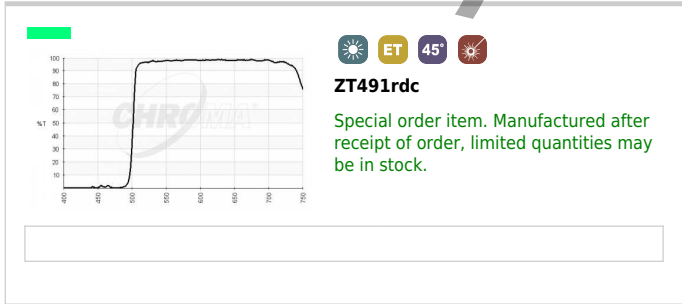 ET 45°
ZT491rdc
Special order item. Manufactured after
receipt of order, limited quantities may
be in stock.
100
90
80
70
60
%T 50
40
30
20
10
400 450 500 550 600 650 700 750
CHROMA